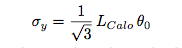 σ_y = \frac{1}{\sqrt{3}} L_{Calo} θ_0